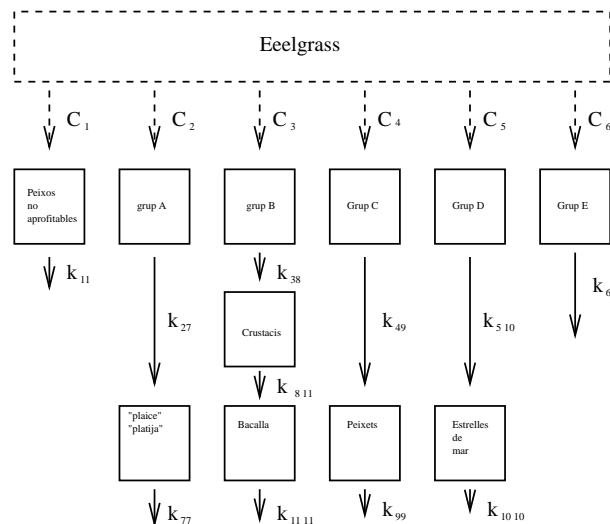 Eeelgrass
C 1 C 2 C 3 C 4 C 5 C 6
Peixos
no
aprofitables
grup A
grup B
Grup C
Grup D
Grup E
k 11
k 38
k 6
k 27
k 49
k 5 10
Crustacis
k 8 11
"plaice"
"platija"
Bacalla
Peixets
Estrelles
de
mar
k 77
k 11 11
k 99
k 10 10